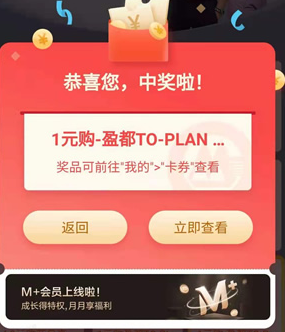 恭喜您，中奖啦！
1元购-盈都TO-PLAN ...
奖品可前往"我的">"卡券"查看
返回
立即查看
M+会员上线啦！
成长得特权,月月享福利
M+